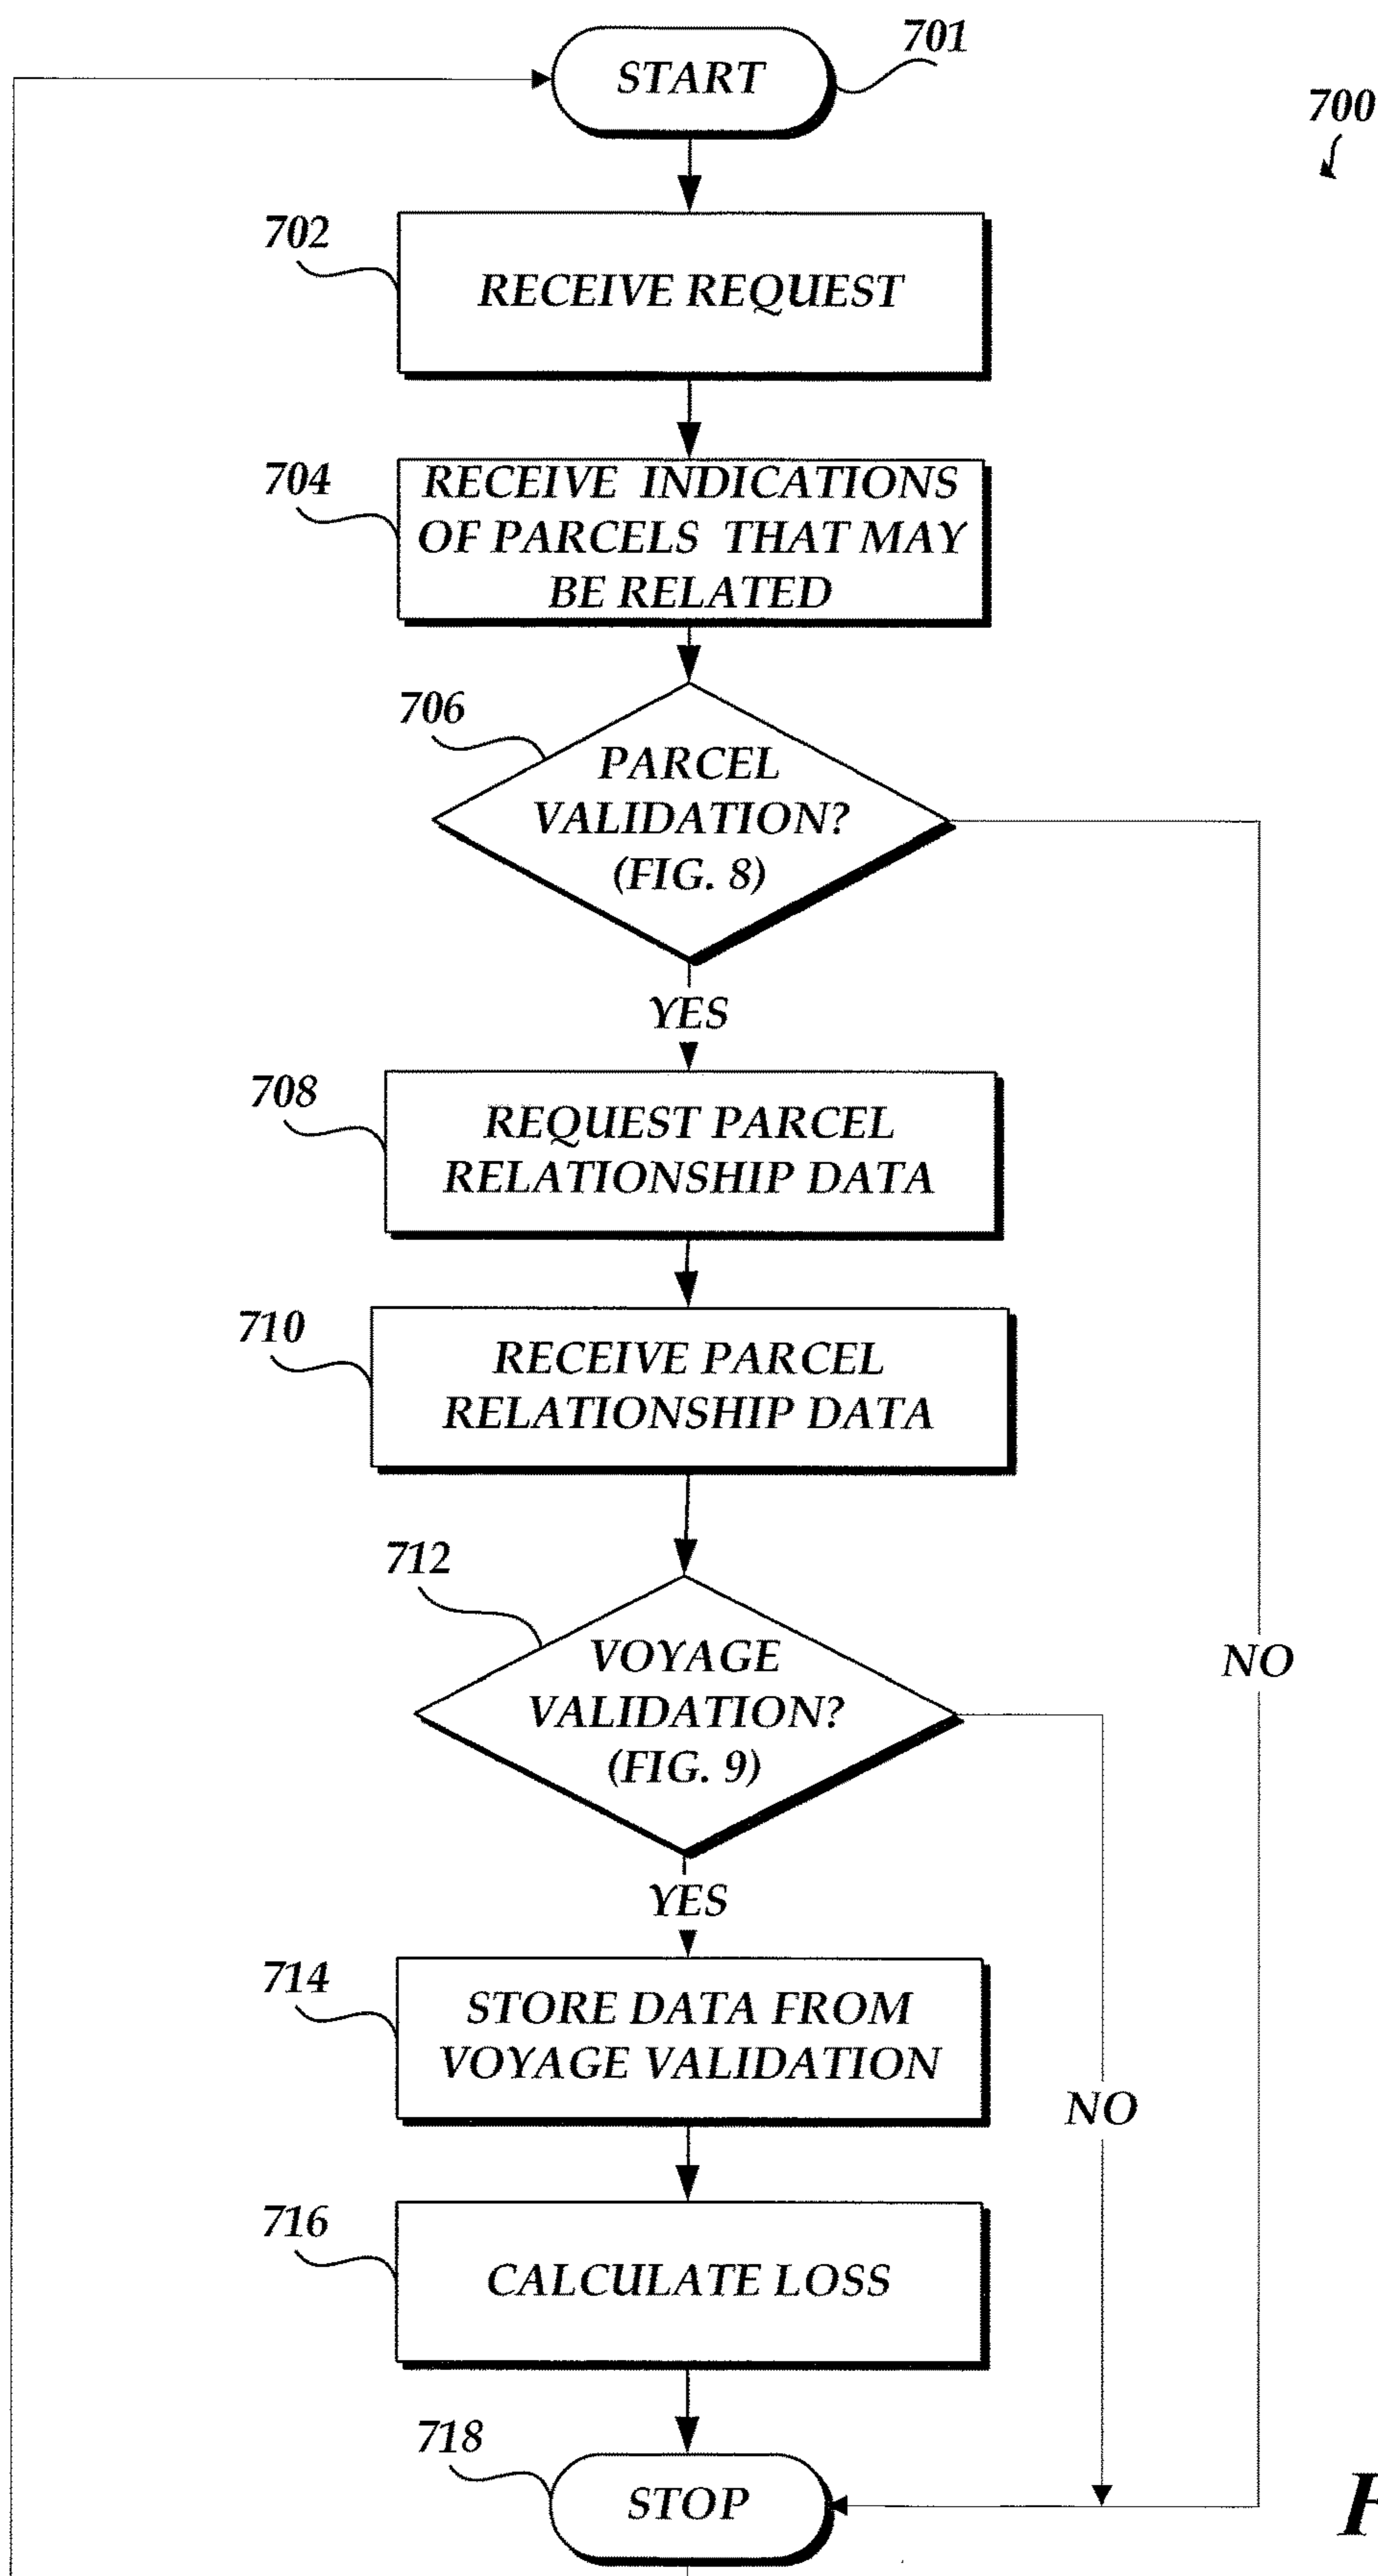 START
701
700
702
RECEIVE REQUEST
704
RECEIVE INDICATIONS
OF PARCELS THAT MAY
BE RELATED
706
PARCEL
VALIDATION?
(FIG. 8)
YES
708
REQUEST PARCEL
RELATIONSHIP DATA
710
RECEIVE PARCEL
RELATIONSHIP DATA
712
VOYAGE
VALIDATION?
(FIG. 9)
NO
YES
714
STORE DATA FROM
VOYAGE VALIDATION
NO
716
CALCULATE LOSS
718
STOP